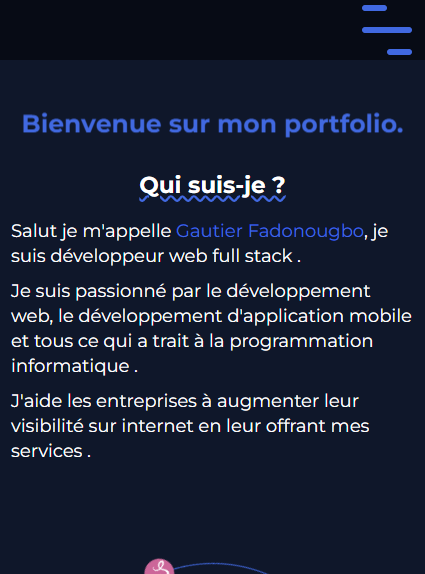 Bienvenue sur mon portfolio.
Qui suis-je ?
Salut je m'appelle Gautier Fadonougbo, je
suis développeur web full stack .
Je suis passionné par le développement
web, le développement d'application mobile
et tous ce qui a trait à la programmation
informatique .
J'aide les entreprises à augmenter leur
visibilité sur internet en leur offrant mes
services .